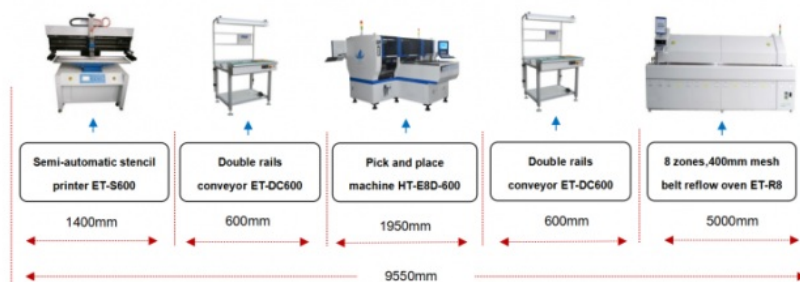 Semi-automatic stencil
printer ET-S600
Double rails
conveyor ET-DC600
Pick and place
machine HT-E8D-600
Double rails
conveyor ET-DC600
8 zones,400mm mesh
belt reflow oven ET-R8
1400mm
600mm
1950mm
600mm
5000mm
9550mm